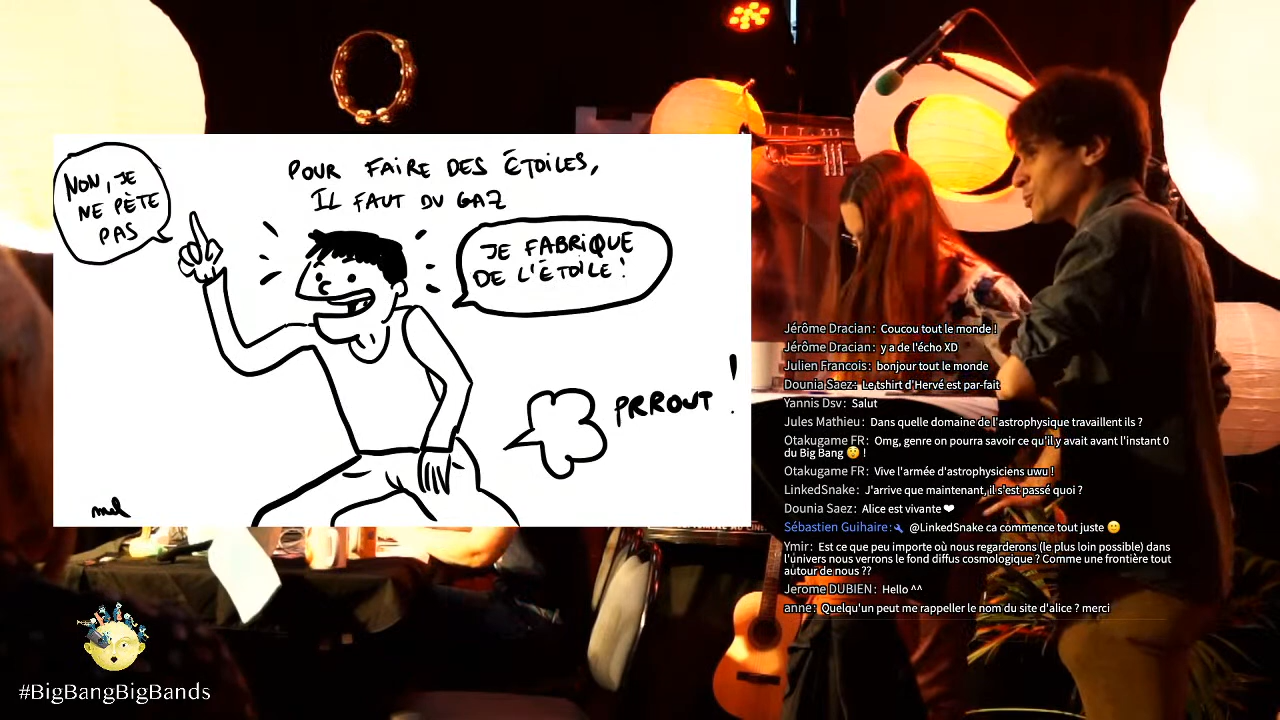 NON, JE
NE PÈTE
PAS
POUR FAIRE DES ÉTOILES,
IL FAUT DU GAZ
JE FABRIQUE
DE L'ÉTOILE !
PRROUT !
mel
Jérôme Dracian: Coucou tout le monde !
Jérôme Dracian: y a de l'écho XD
Julien Francois: bonjour tout le monde
Dounia Saez: Le tshirt d'Hervé est par-fait
Yannis Dsv: Salut
Jules Mathieu: Dans quelle domaine de l'astrophysique travaillent ils ?
Otakugame FR: Omg, genre on pourra savoir ce qu'il y avait avant l'instant 0
du Big Bang 🤨 !
Otakugame FR: Vive l'armée d'astrophysiciens uwu !
LinkedSnake: J'arrive que maintenant, il s'est passé quoi ?
Dounia Saez: Alice est vivante ❤
Sébastien Guihaire: @LinkedSnake ca commence tout juste 🙂
Ymir: Est ce que peu importe où nous regarderons (le plus loin possible) dans
l'univers nous verrons le fond diffus cosmologique ? Comme une frontière tout
autour de nous ??
Jerome DUBIEN: Hello ^^
anne: Quelqu'un peut me rappeller le nom du site d'alice ? merci
#BigBangBigBands